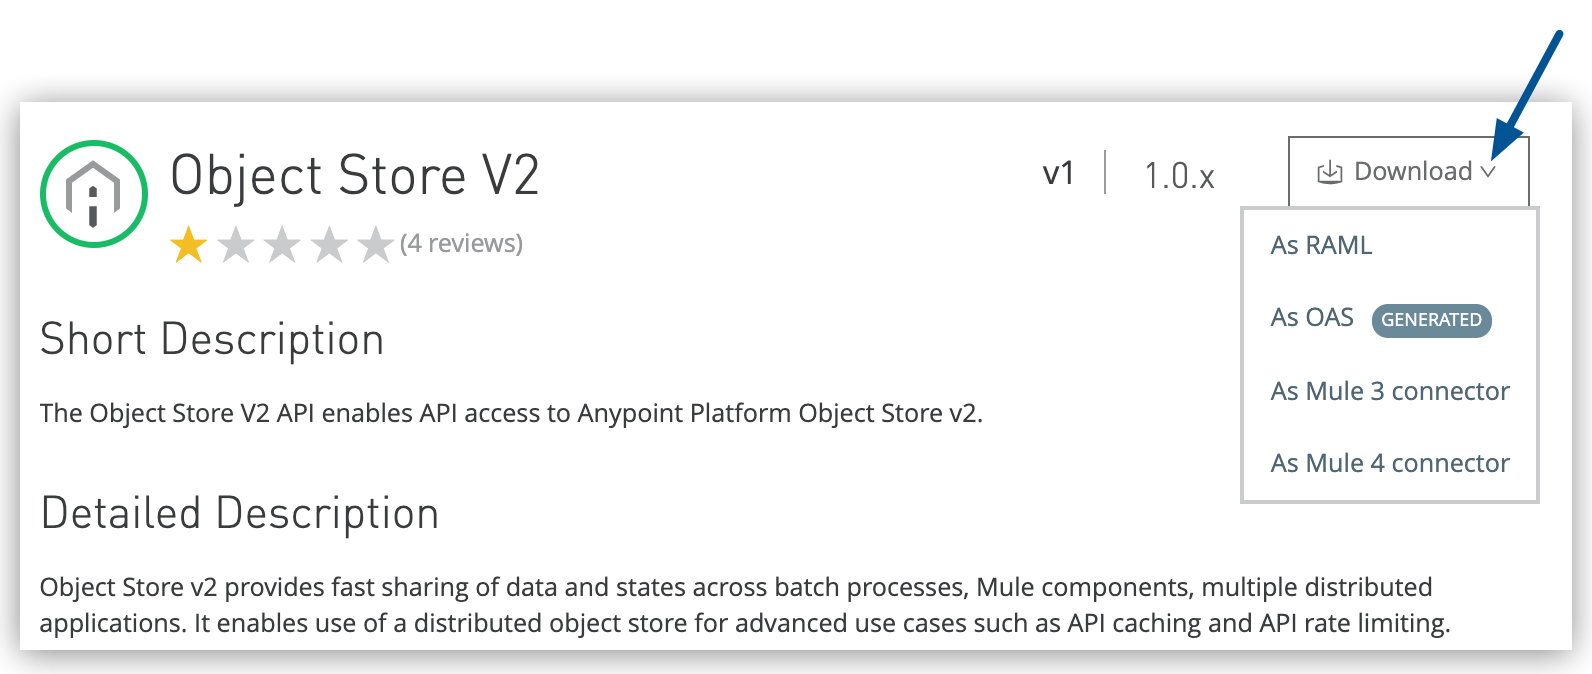 Object Store V2
(4 reviews)
v1 1.0.x
Download
As RAML
As OAS GENERATED
As Mule 3 connector
As Mule 4 connector
Short Description
The Object Store V2 API enables API access to Anypoint Platform Object Store v2.
Detailed Description
Object Store v2 provides fast sharing of data and states across batch processes, Mule components, multiple distributed
applications. It enables use of a distributed object store for advanced use cases such as API caching and API rate limiting.